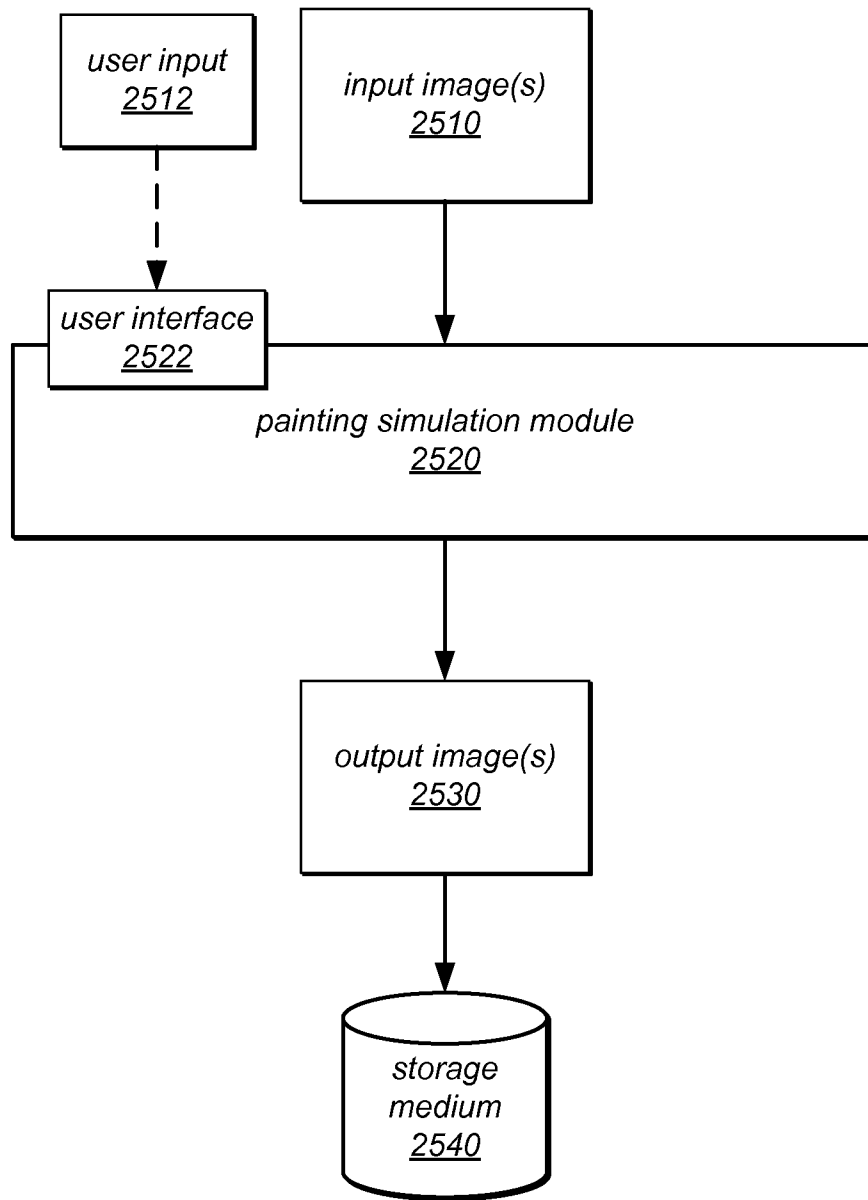 user input
2512
input image(s)
2510
user interface
2522
painting simulation module
2520
output image(s)
2530
storage
medium
2540